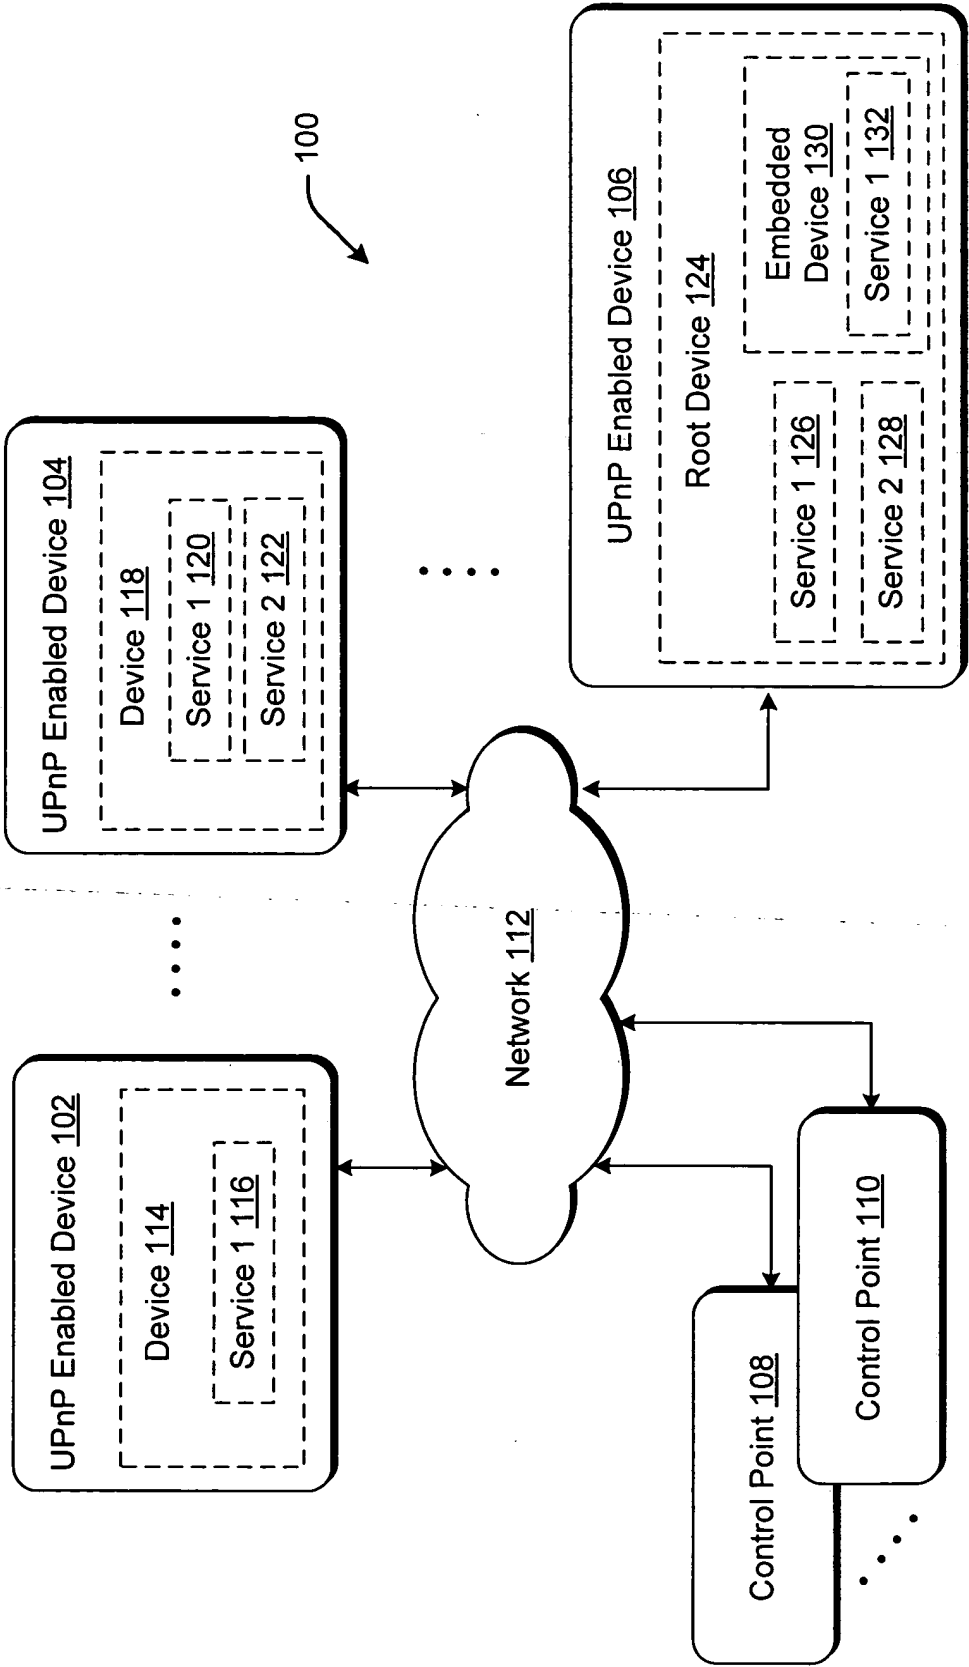 UPnP Enabled Device 102
Device 114
Service 1 116
UPnP Enabled Device 104
Device 118
Service 1 120
Service 2 122
100
Network 112
Control Point 108
Control Point 110
UPnP Enabled Device 106
Root Device 124
Service 1 126
Service 2 128
Embedded
Device 130
Service 1 132